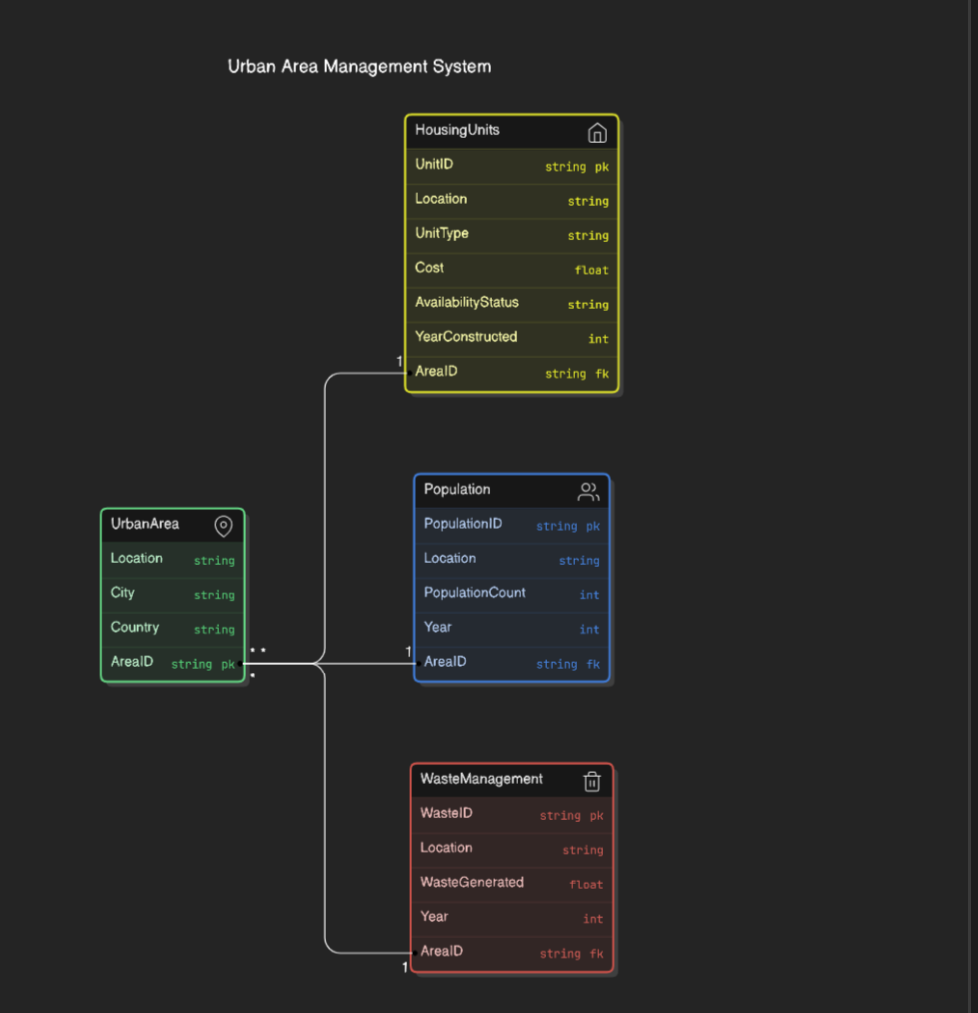 Urban Area Management System
HousingUnits
UnitID string pk
Location string
UnitType string
Cost float
AvailabilityStatus string
YearConstructed int
1
AreaID string fk
Population
PopulationID string pk
Location string
PopulationCount int
Year int
1
AreaID string fk
UrbanArea
Location string
City string
Country string
AreaID string pk
* *
*
WasteManagement
WasteID string pk
Location string
WasteGenerated float
Year int
AreaID string fk
1